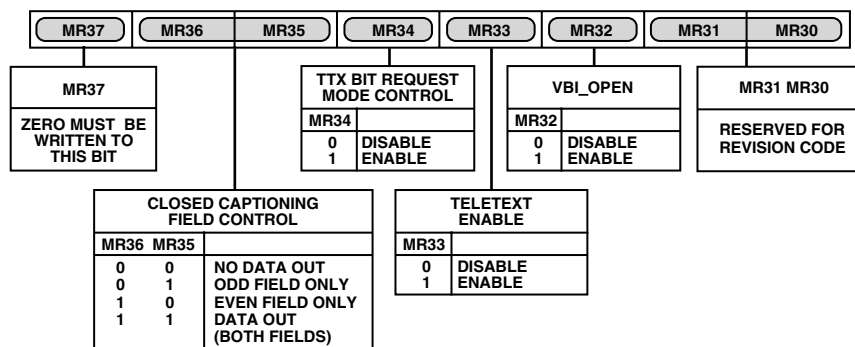 MR37 MR36 MR35 MR34 MR33 MR32 MR31 MR30
MR37
ZERO MUST BE
WRITTEN TO
THIS BIT
TTX BIT REQUEST
MODE CONTROL
MR34
0 DISABLE
1 ENABLE
VBI_OPEN
MR32
0 DISABLE
1 ENABLE
MR31 MR30
RESERVED FOR
REVISION CODE
CLOSED CAPTIONING
FIELD CONTROL
MR36 MR35
0 0 NO DATA OUT
0 1 ODD FIELD ONLY
1 0 EVEN FIELD ONLY
1 1 DATA OUT
(BOTH FIELDS)
TELETEXT
ENABLE
MR33
0 DISABLE
1 ENABLE